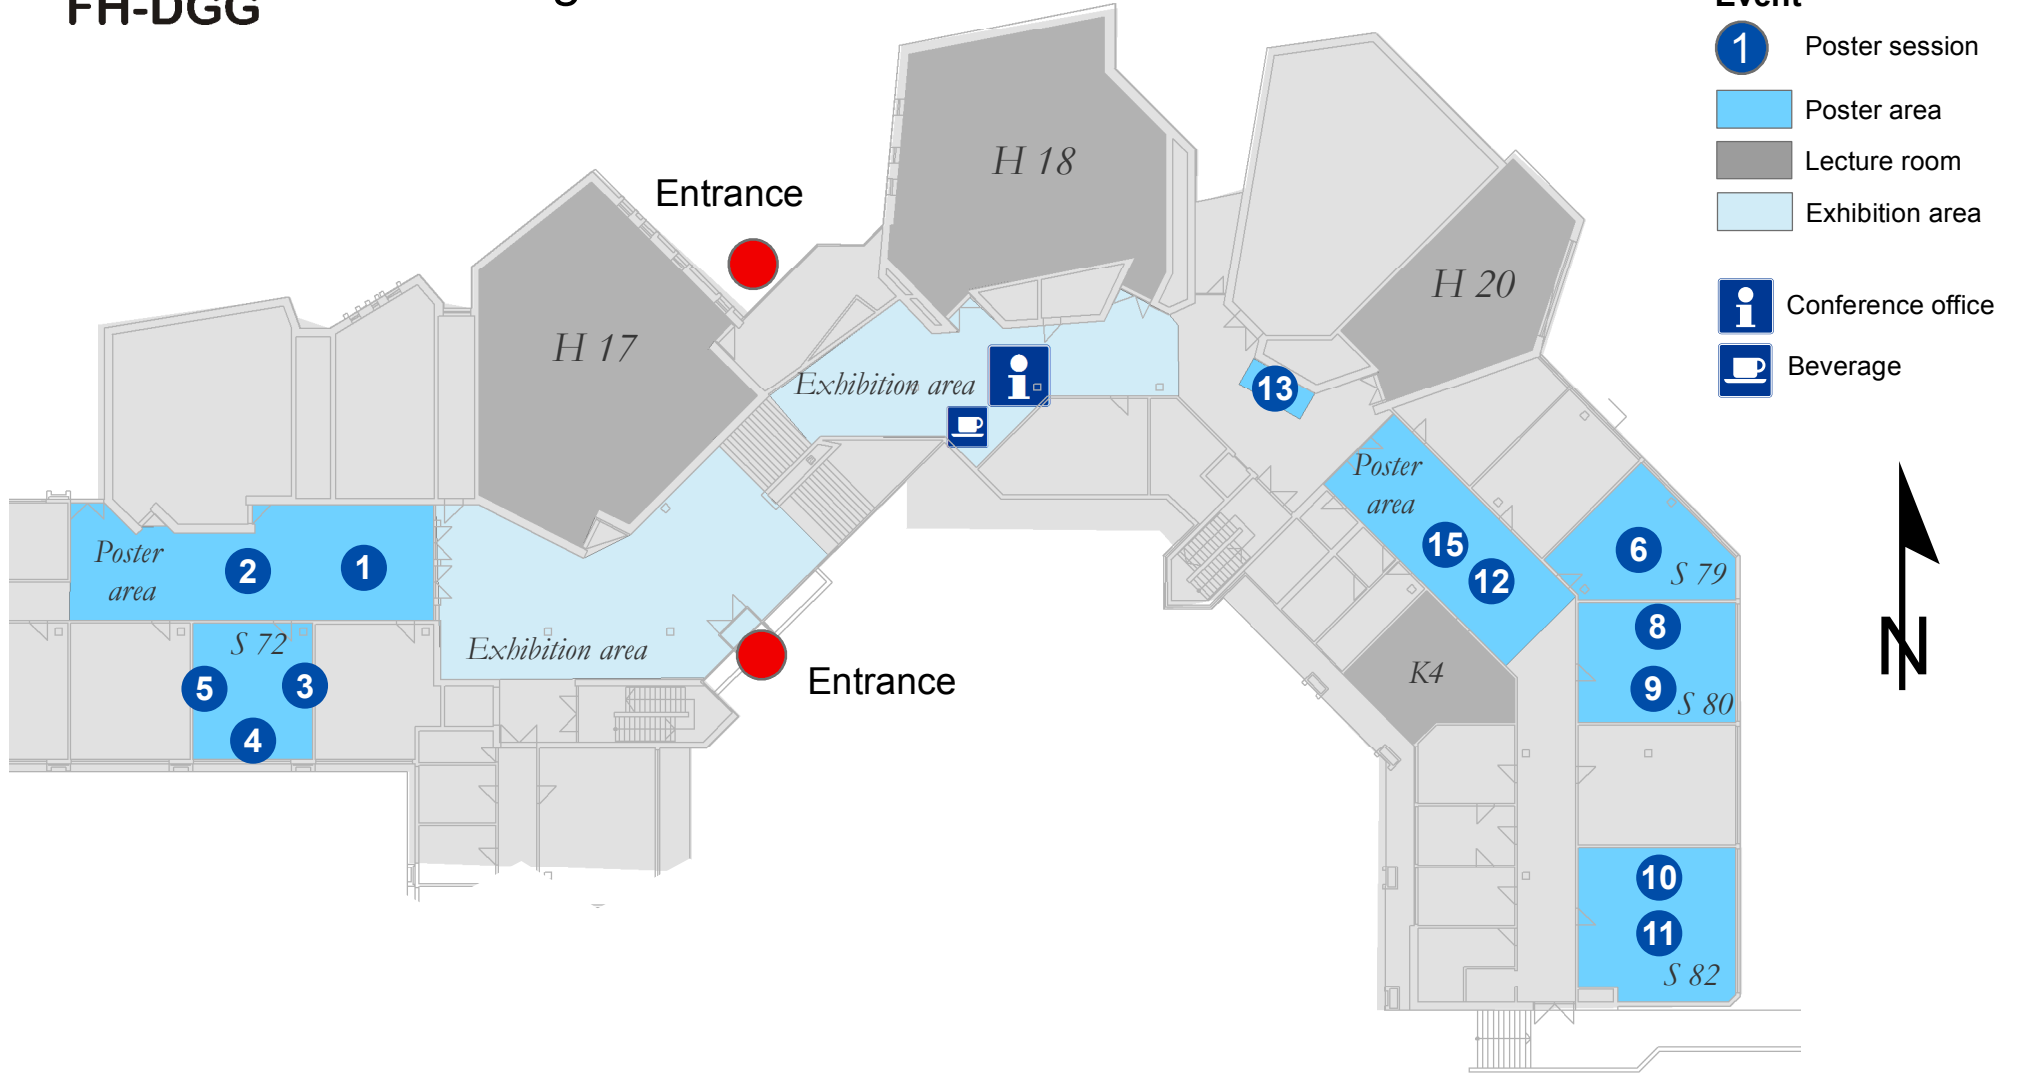 FH-DGG
Event
1 Poster session
Poster area
Lecture room
Exhibition area
Conference office
Beverage
H 18
Entrance
H 20
H 17
Exhibition area
13
Poster
area
15
12
6
S 79
Poster
area
2
1
8
9
S 80
S 72
5
3
4
Exhibition area
Entrance
K4
N
10
11
S 82